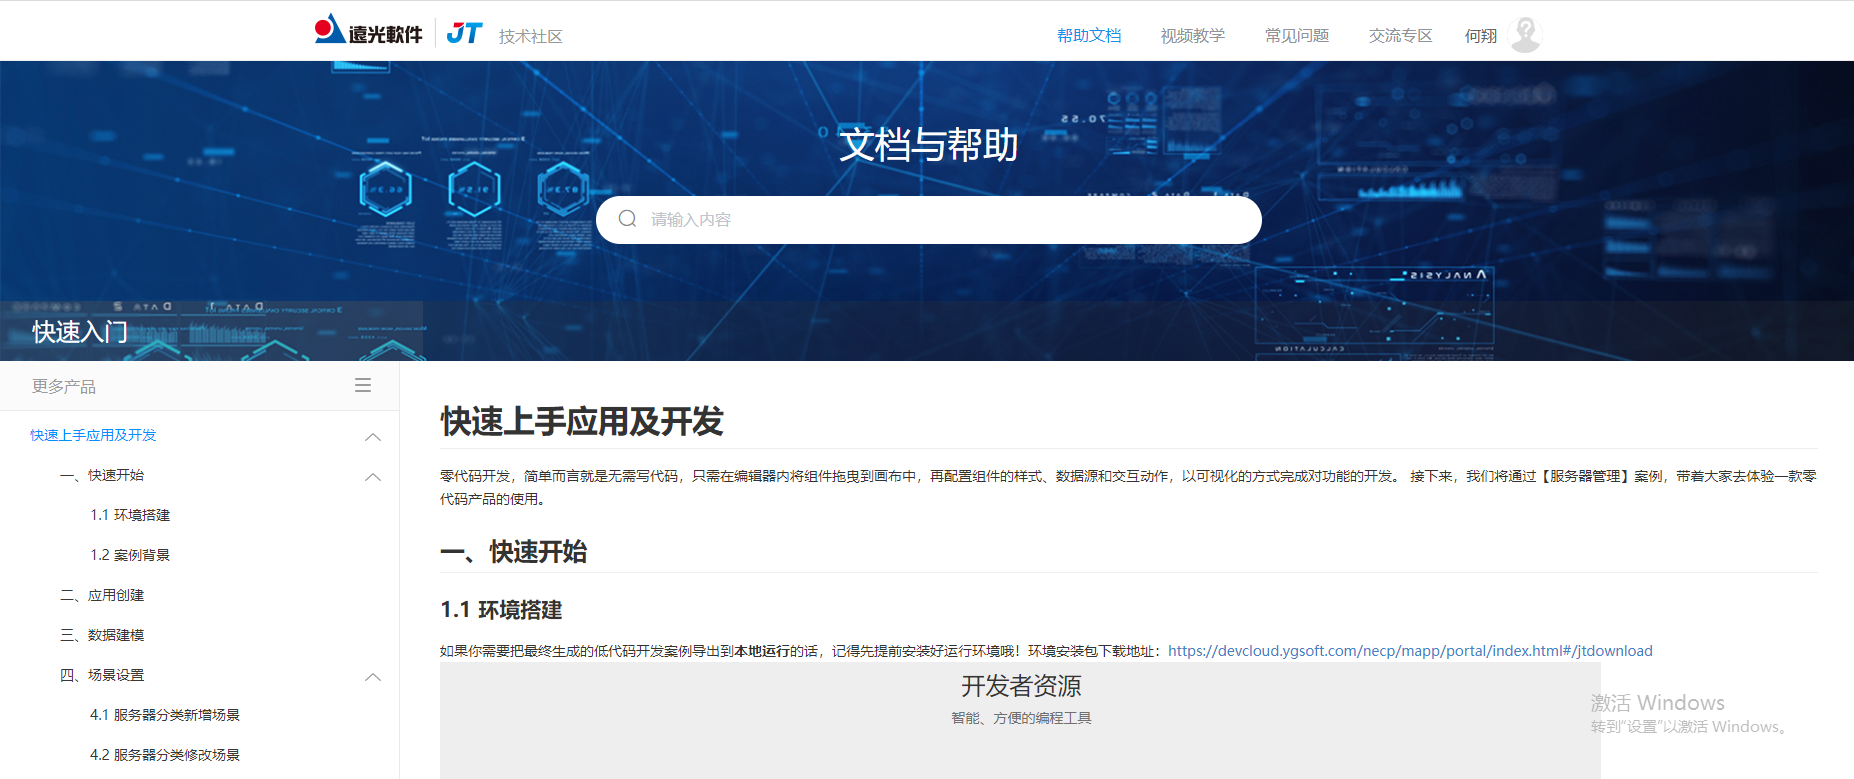 遠光軟件 JT 技术社区 帮助文档 视频教学 常见问题 交流专区 何翔
文档与帮助
请输入内容
快速入门
更多产品
快速上手应用及开发
一、快速开始
1.1 环境搭建
1.2 案例背景
二、应用创建
三、数据建模
四、场景设置
4.1 服务器分类新增场景
4.2 服务器分类修改场景
快速上手应用及开发
零代码开发，简单而言就是无需写代码，只需在编辑器内将组件拖曳到画布中，再配置组件的样式、数据源和交互动作，以可视化的方式完成对功能的开发。 接下来，我们将通过【服务器管理】案例，带着大家去体验一款零
代码产品的使用。
一、快速开始
1.1 环境搭建
如果你需要把最终生成的低代码开发案例导出到本地运行的话，记得先提前安装好运行环境哦！环境安装包下载地址：https://devcloud.ygsoft.com/necp/mapp/portal/index.html#/jtdownload
开发者资源
智能、方便的编程工具
激活 Windows
转到"设置"以激活 Windows。